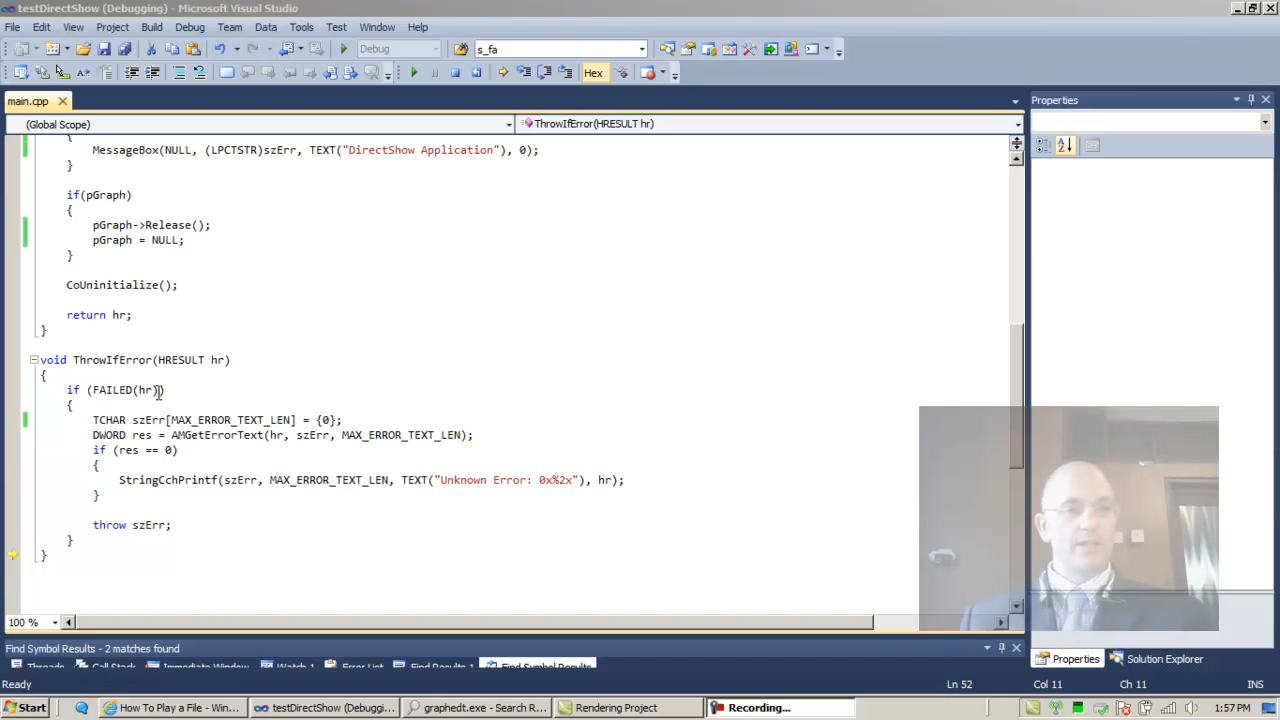 testDirectShow (Debugging) - Microsoft Visual Studio
File Edit View Project Build Debug Team Data Tools Test Window Help
Debug s_fa
Hex
main.cpp
Properties
(Global Scope) ThrowIfError(HRESULT hr)
{
MessageBox(NULL, (LPCTSTR)szErr, TEXT("DirectShow Application"), 0);
}
if(pGraph)
{
pGraph->Release();
pGraph = NULL;
}
CoUninitialize();
return hr;
}
void ThrowIfError(HRESULT hr)
{
if (FAILED(hr))
{
TCHAR szErr[MAX_ERROR_TEXT_LEN] = {0};
DWORD res = AMGetErrorText(hr, szErr, MAX_ERROR_TEXT_LEN);
if (res == 0)
{
StringCchPrintf(szErr, MAX_ERROR_TEXT_LEN, TEXT("Unknown Error: 0x%2x"), hr);
}
throw szErr;
}
}
100 %
Find Symbol Results - 2 matches found
Threads Call Stack Immediate Window Watch 1 Error List Find Results 1 Find Symbol Results
Properties Solution Explorer
Ready Ln 52 Col 11 Ch 11 INS
Start How To Play a File - Win... testDirectShow (Debuggi... graphedt.exe - Search R... Rendering Project Recording... 1:57 PM